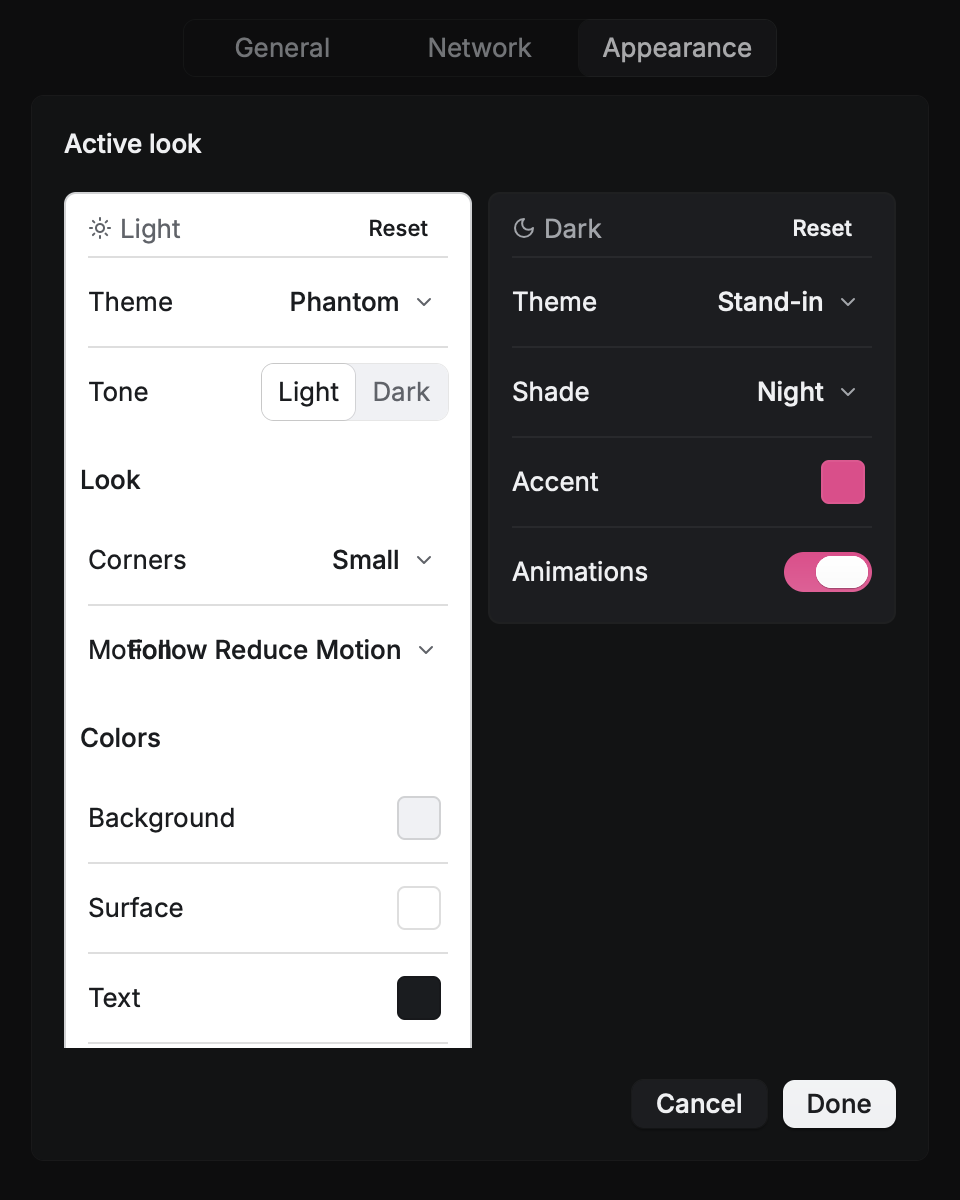 General Network Appearance
Active look
Light Reset
Theme Phantom
Tone Light Dark
Look
Corners Small
Motion Follow Reduce Motion
Colors
Background
Surface
Text
Dark Reset
Theme Stand-in
Shade Night
Accent
Animations
Cancel Done